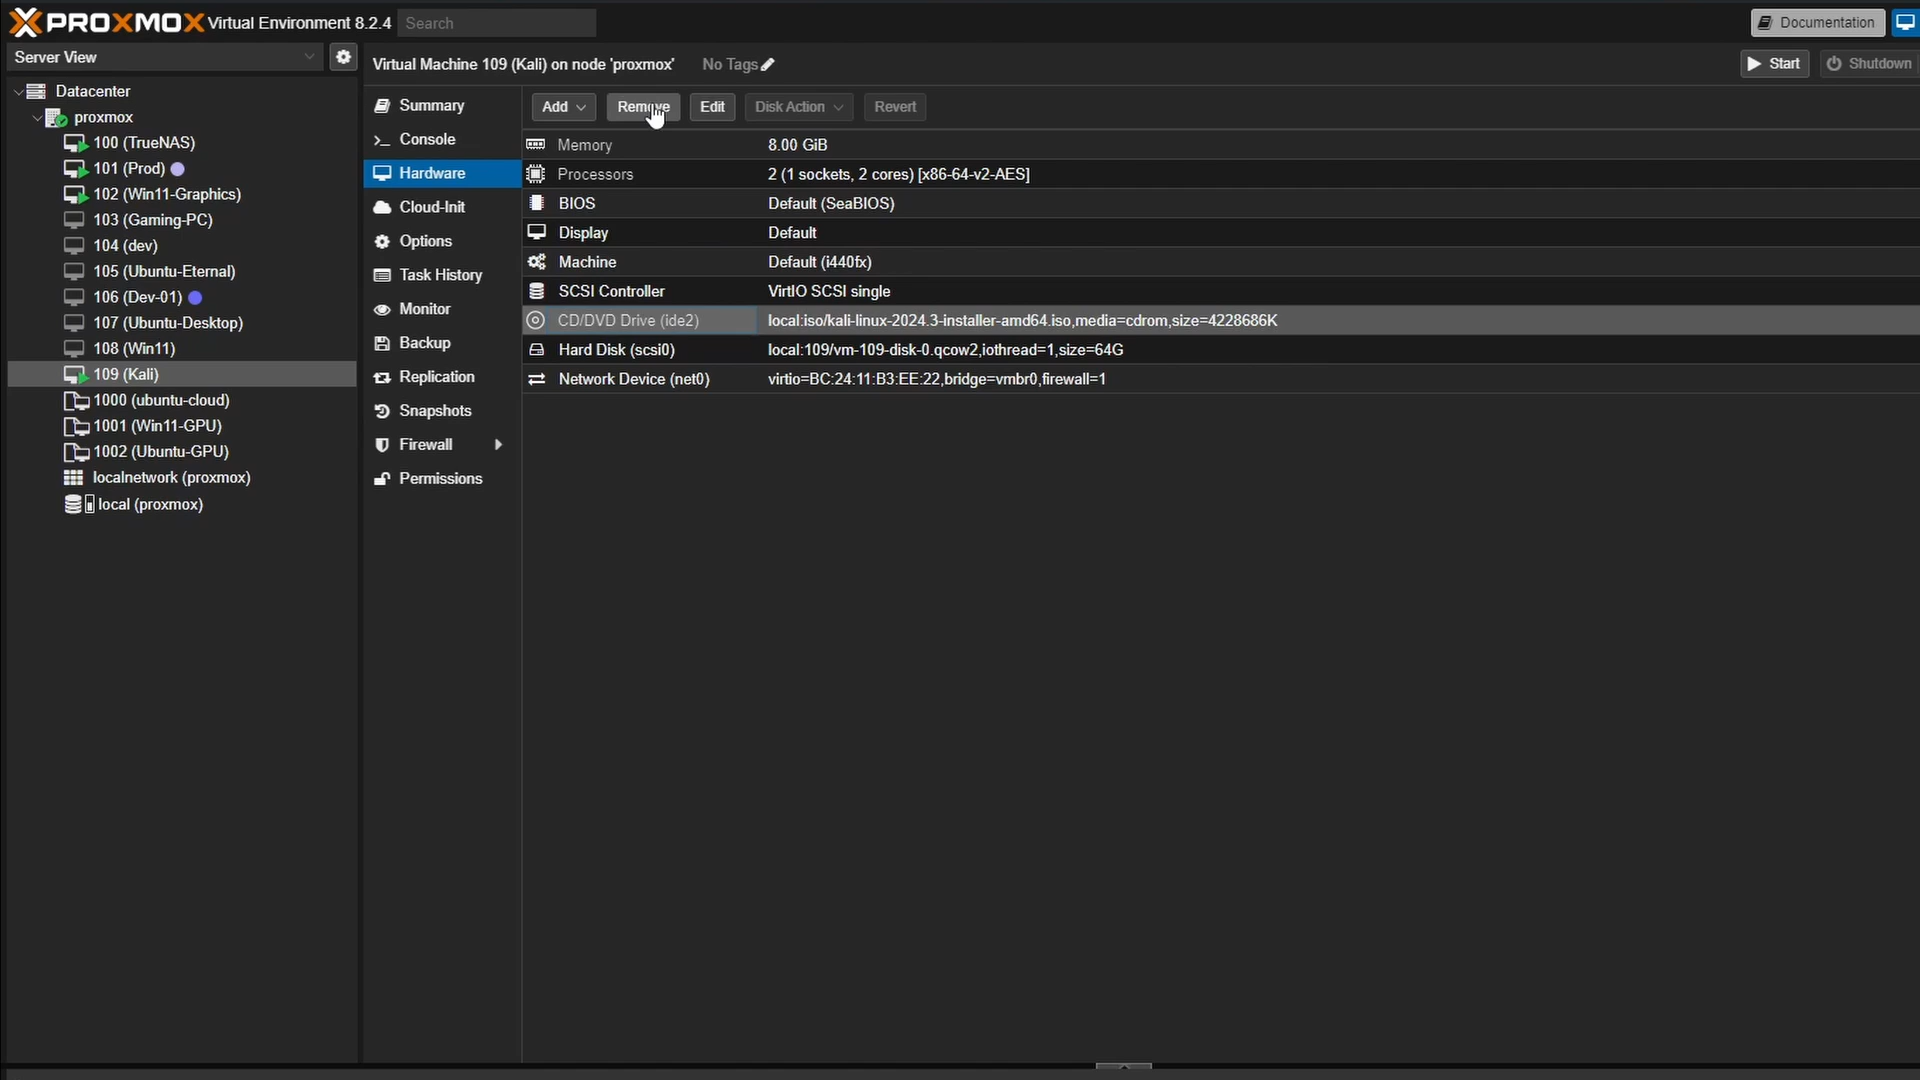 PROXMOX Virtual Environment 8.2.4 Search Documentation
Server View
Virtual Machine 109 (Kali) on node 'proxmox' No Tags Start Shutdown
Datacenter
proxmox
100 (TrueNAS)
101 (Prod)
102 (Win11-Graphics)
103 (Gaming-PC)
104 (dev)
105 (Ubuntu-Eternal)
106 (Dev-01)
107 (Ubuntu-Desktop)
108 (Win11)
109 (Kali)
1000 (ubuntu-cloud)
1001 (Win11-GPU)
1002 (Ubuntu-GPU)
localnetwork (proxmox)
local (proxmox)
Summary
Console
Hardware
Cloud-Init
Options
Task History
Monitor
Backup
Replication
Snapshots
Firewall
Permissions
Add Remove Edit Disk Action Revert
Memory 8.00 GiB
Processors 2 (1 sockets, 2 cores) [x86-64-v2-AES]
BIOS Default (SeaBIOS)
Display Default
Machine Default (i440fx)
SCSI Controller VirtIO SCSI single
CD/DVD Drive (ide2) local:iso/kali-linux-2024.3-installer-amd64.iso,media=cdrom,size=4228686K
Hard Disk (scsi0) local:109/vm-109-disk-0.qcow2,iothread=1,size=64G
Network Device (net0) virtio=BC:24:11:B3:EE:22,bridge=vmbr0,firewall=1